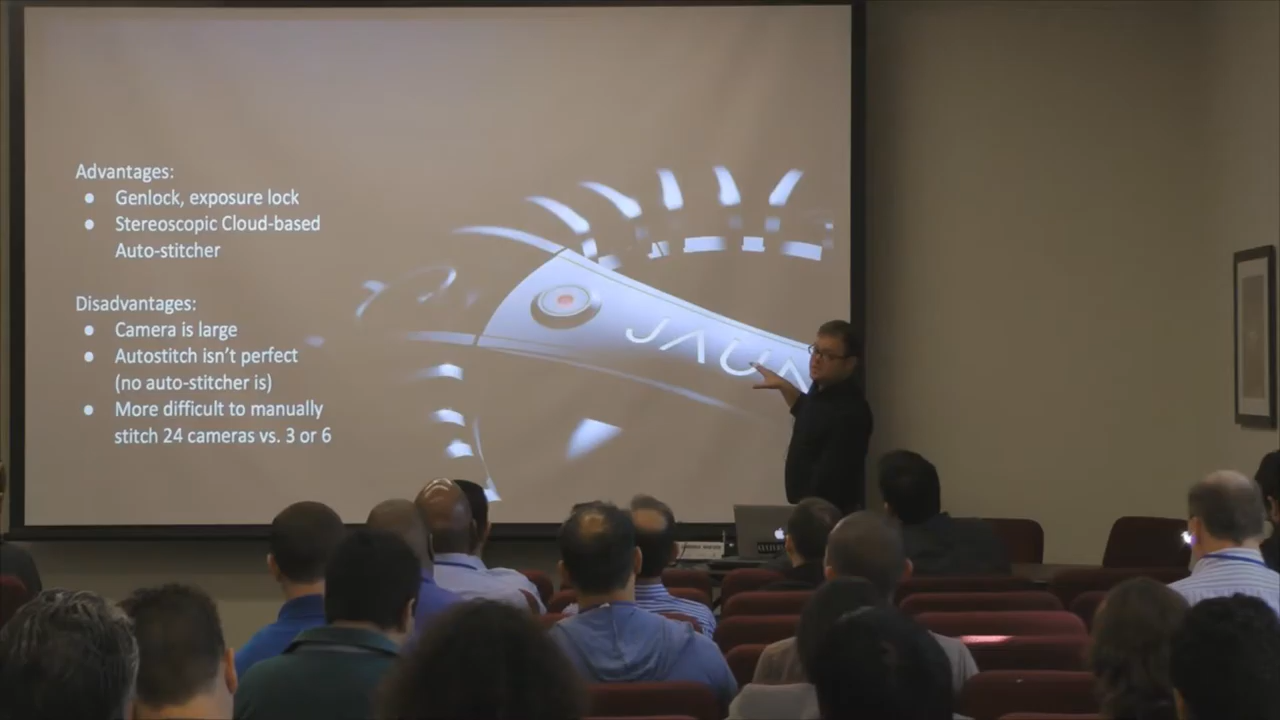 Advantages:
● Genlock, exposure lock
● Stereoscopic Cloud-based
Auto-stitcher
Disadvantages:
● Camera is large
● Autostitch isn't perfect
(no auto-stitcher is)
● More difficult to manually
stitch 24 cameras vs. 3 or 6
JAUN